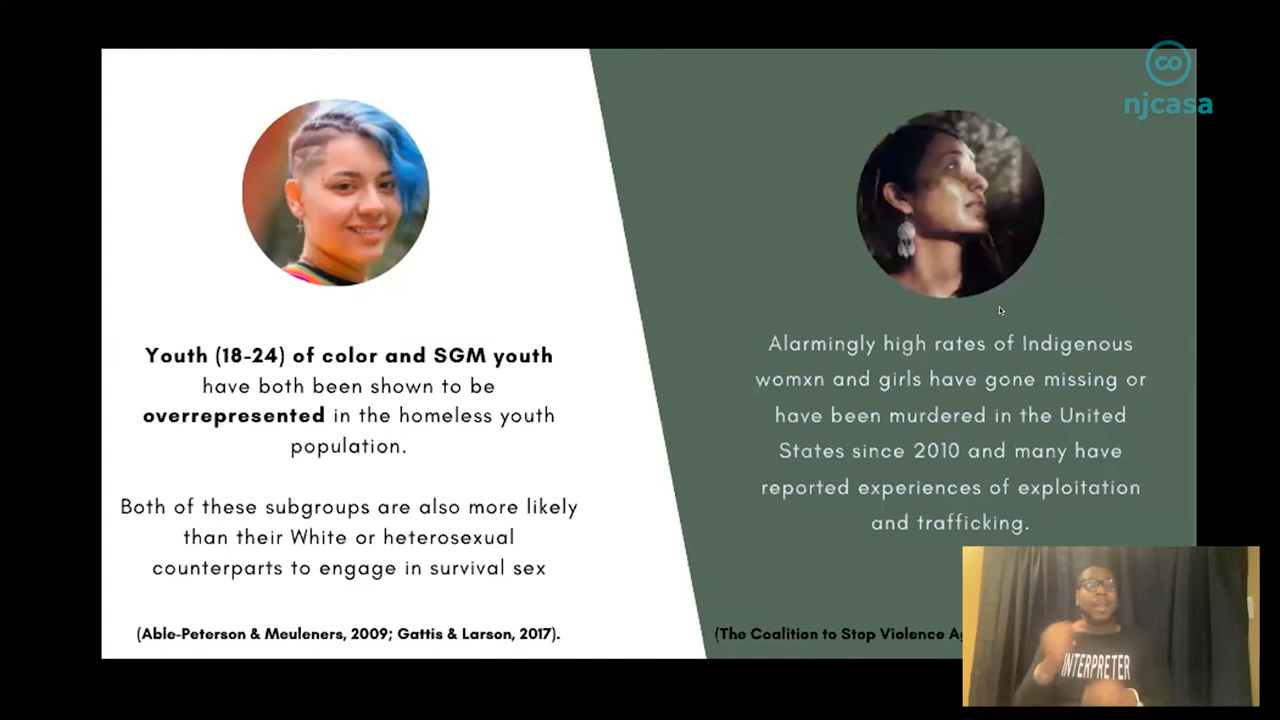 njcasa
Youth (18-24) of color and SGM youth
have both been shown to be
overrepresented in the homeless youth
population.
Both of these subgroups are also more likely
than their White or heterosexual
counterparts to engage in survival sex
(Able-Peterson & Meuleners, 2009; Gattis & Larson, 2017).
Alarmingly high rates of Indigenous
womxn and girls have gone missing or
have been murdered in the United
States since 2010 and many have
reported experiences of exploitation
and trafficking.
(The Coalition to Stop Violence
INTERPRETER